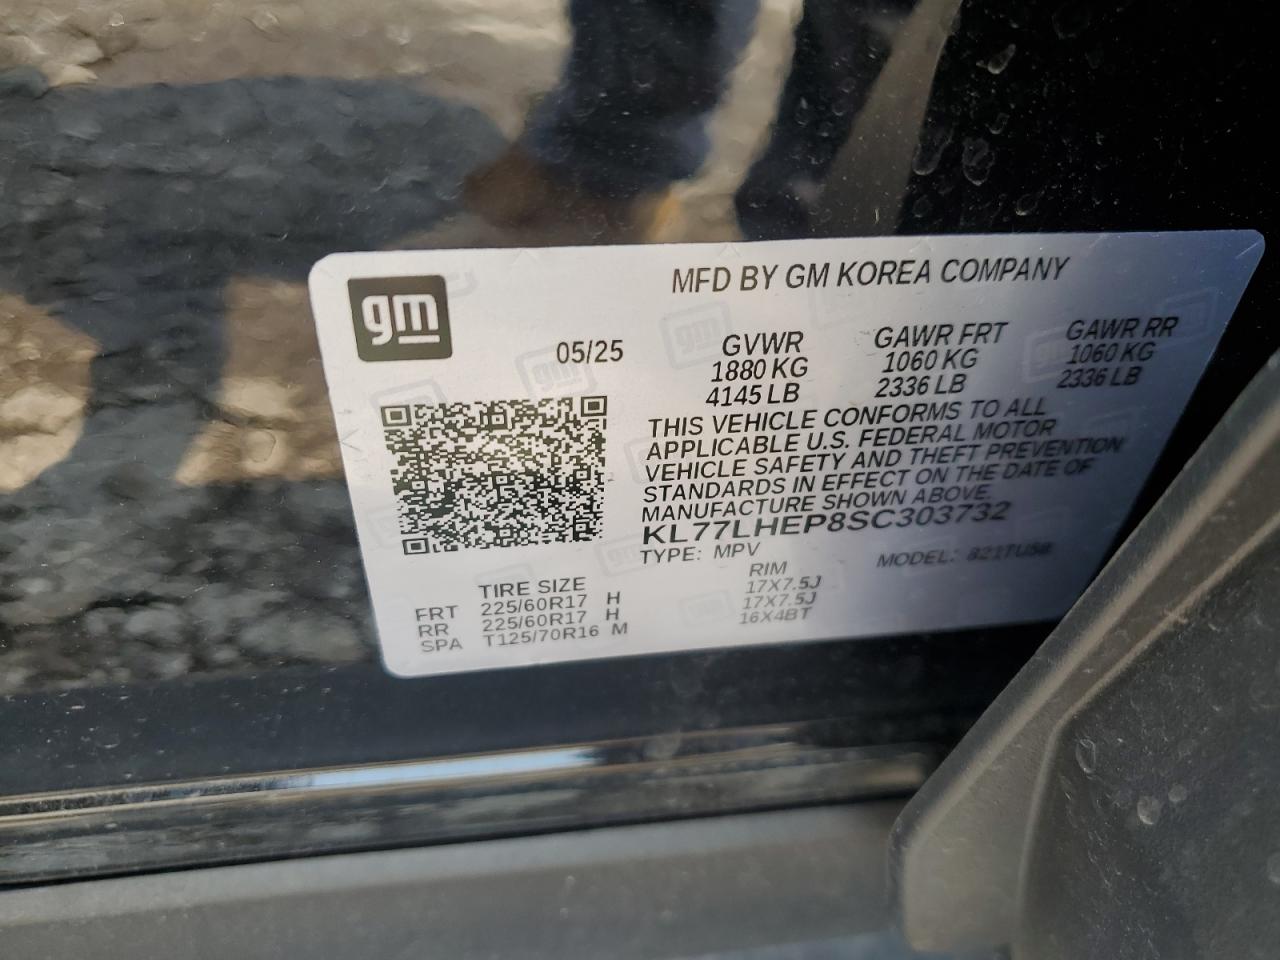 gm
MFD BY GM KOREA COMPANY
05/25
GVWR GAWR FRT GAWR RR
1880 KG 1060 KG 1060 KG
4145 LB 2336 LB 2336 LB
THIS VEHICLE CONFORMS TO ALL
APPLICABLE U.S. FEDERAL MOTOR
VEHICLE SAFETY AND THEFT PREVENTION
STANDARDS IN EFFECT ON THE DATE OF
MANUFACTURE SHOWN ABOVE.
KL77LHEP8SC303732
TYPE: MPV MODEL: 821TU58
TIRE SIZE RIM
FRT 225/60R17 H 17X7.5J
RR 225/60R17 H 17X7.5J
SPA T125/70R16 M 16X4BT